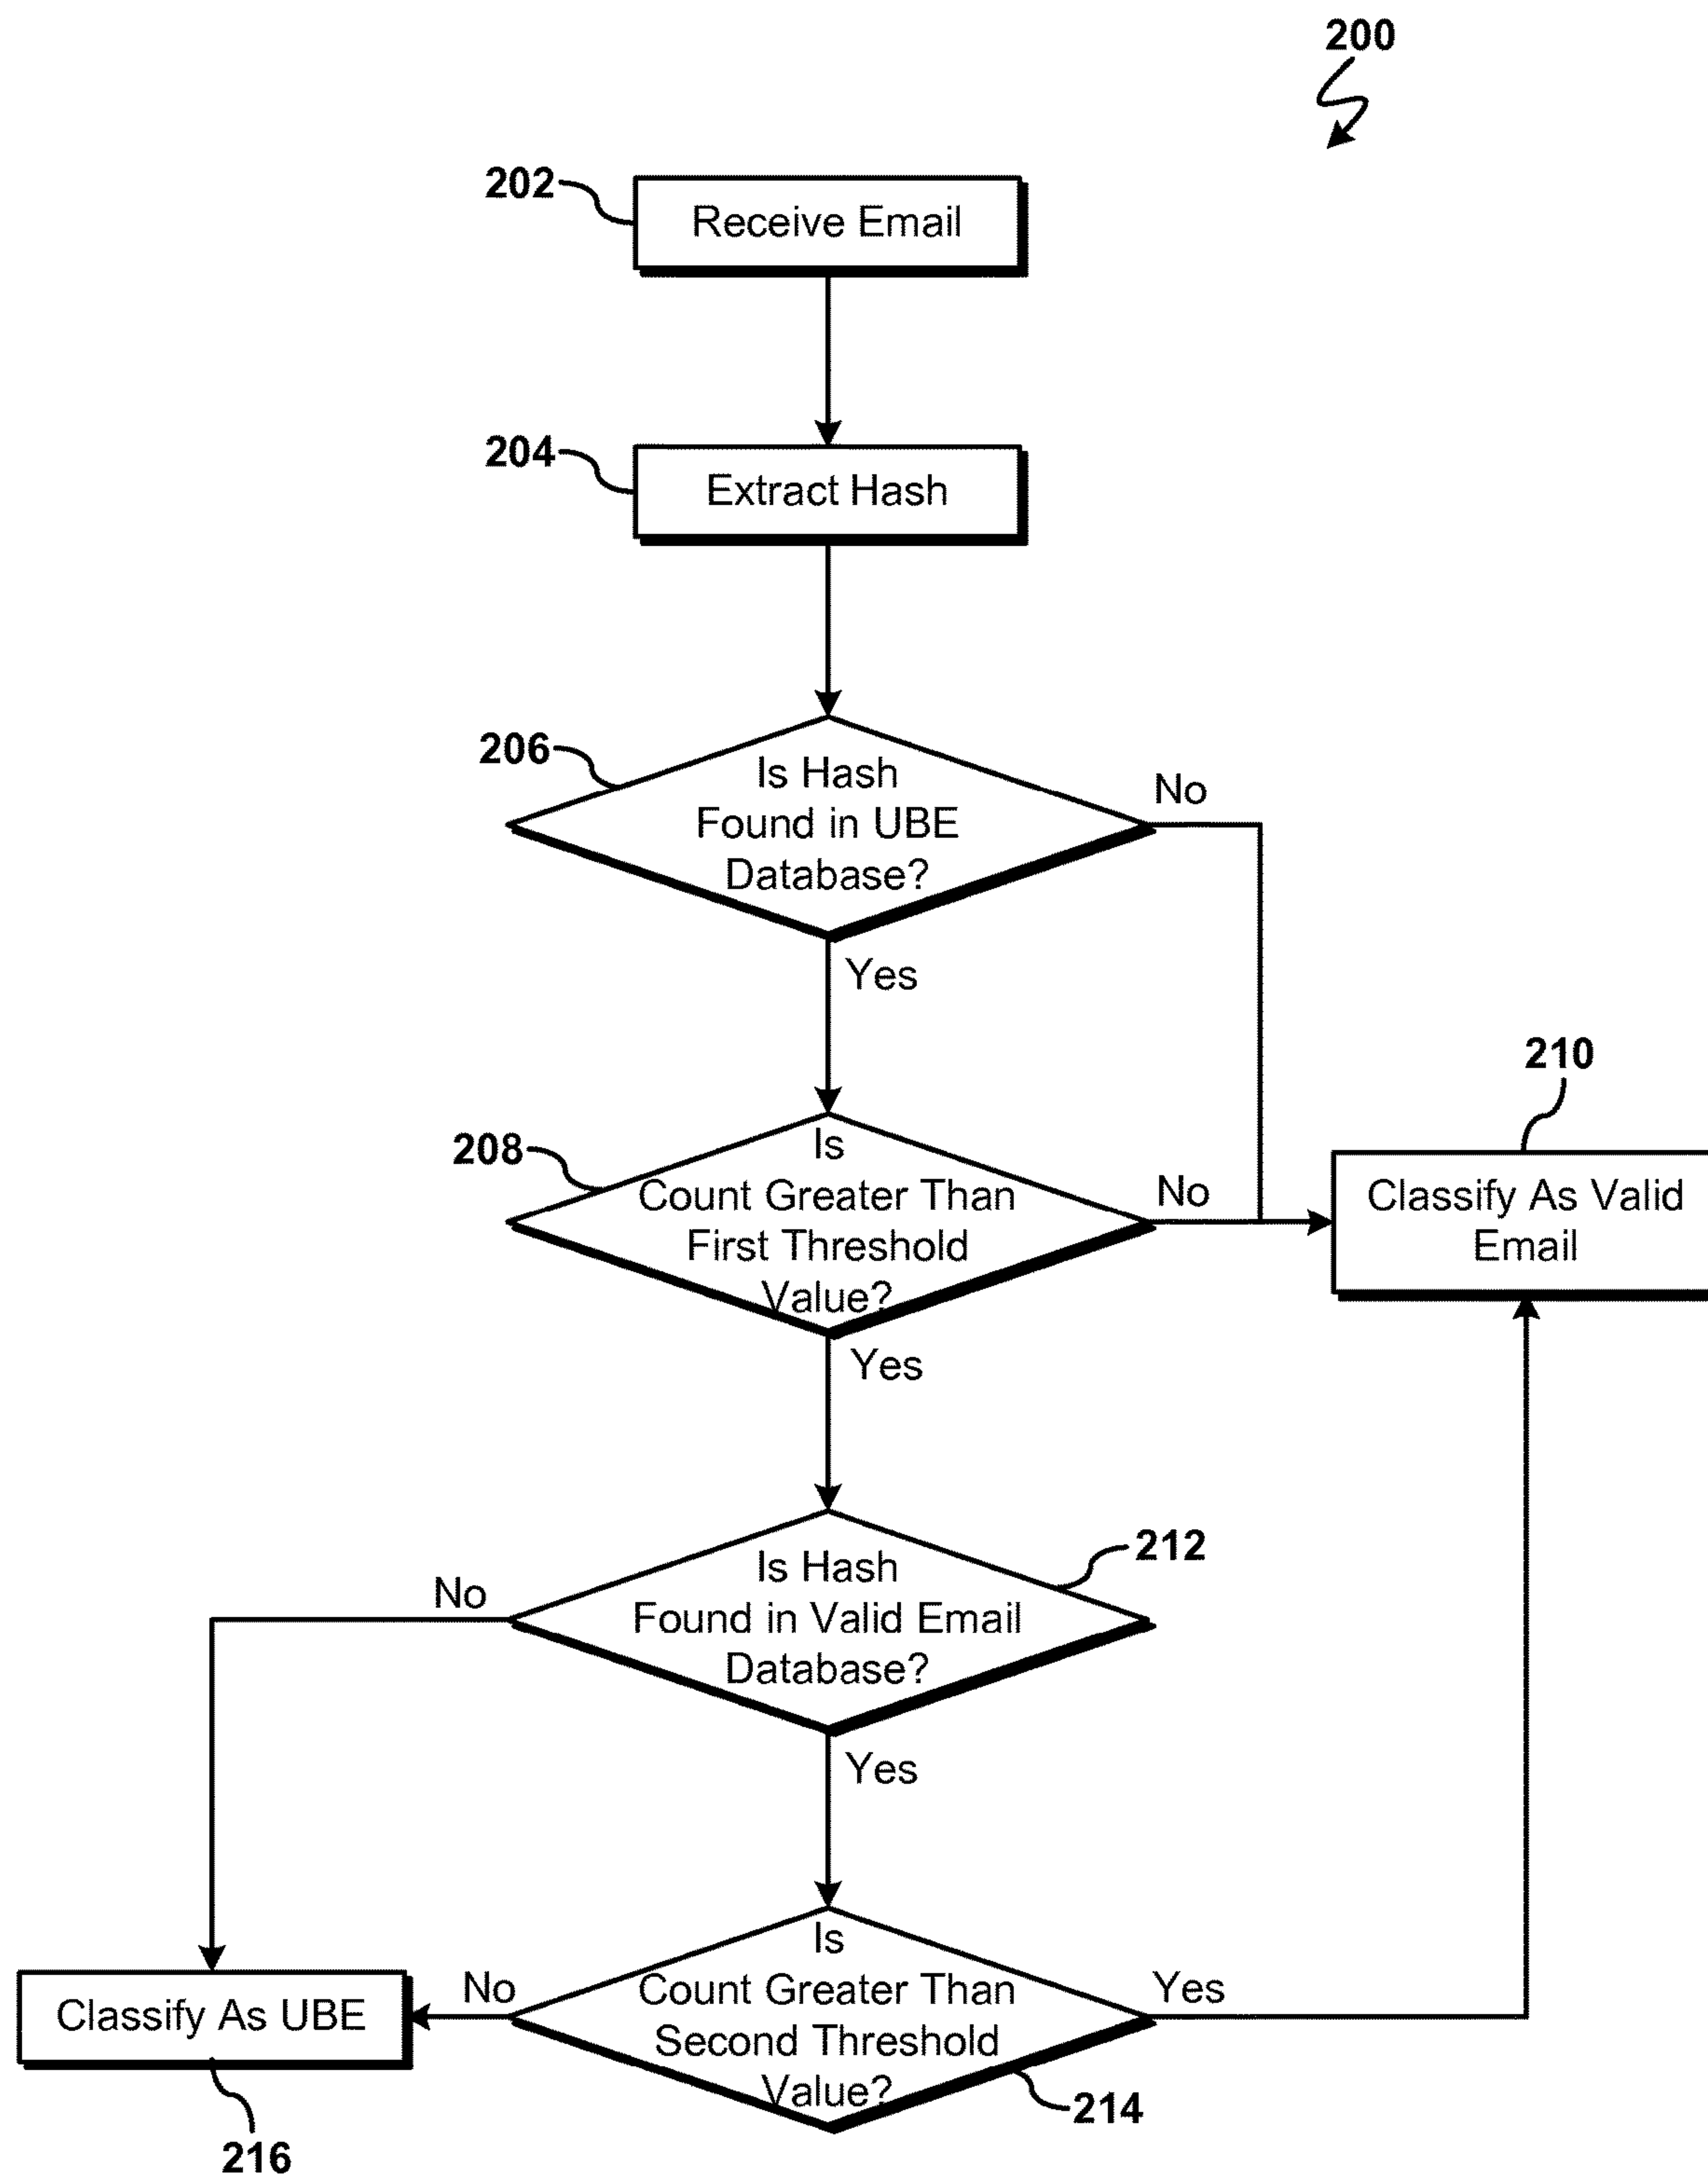 200
202
Receive Email
204
Extract Hash
206
Is Hash
Found in UBE
Database?
No
Yes
208
Is
Count Greater Than
First Threshold
Value?
No
210
Classify As Valid
Email
Yes
212
Is Hash
Found in Valid Email
Database?
No
Yes
Classify As UBE
216
No
Is
Count Greater Than
Second Threshold
Value?
Yes
214